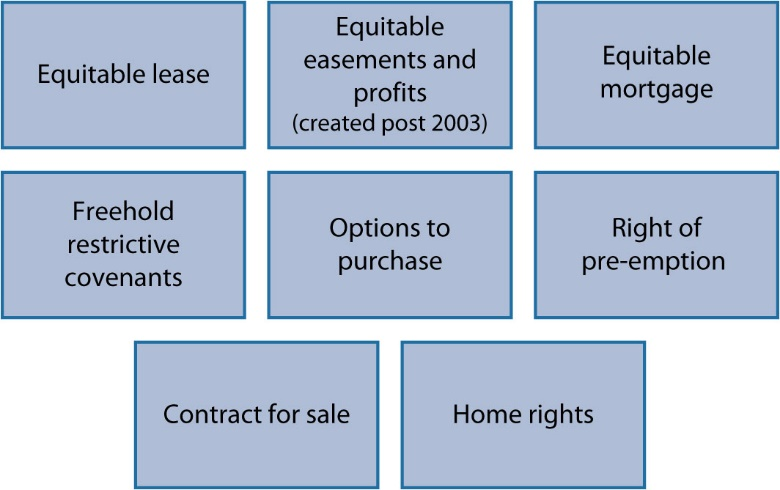 Equitable lease
Equitable
easements and
profits
(created post 2003)
Equitable
mortgage
Freehold
restrictive
covenants
Options to
purchase
Right of
pre-emption
Contract for sale
Home rights